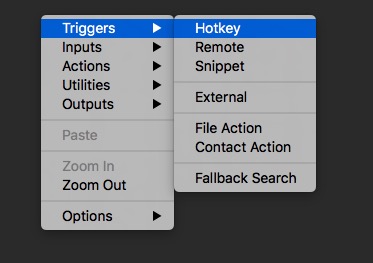 Triggers
Inputs
Actions
Utilities
Outputs
Paste
Zoom In
Zoom Out
Options
Hotkey
Remote
Snippet
External
File Action
Contact Action
Fallback Search